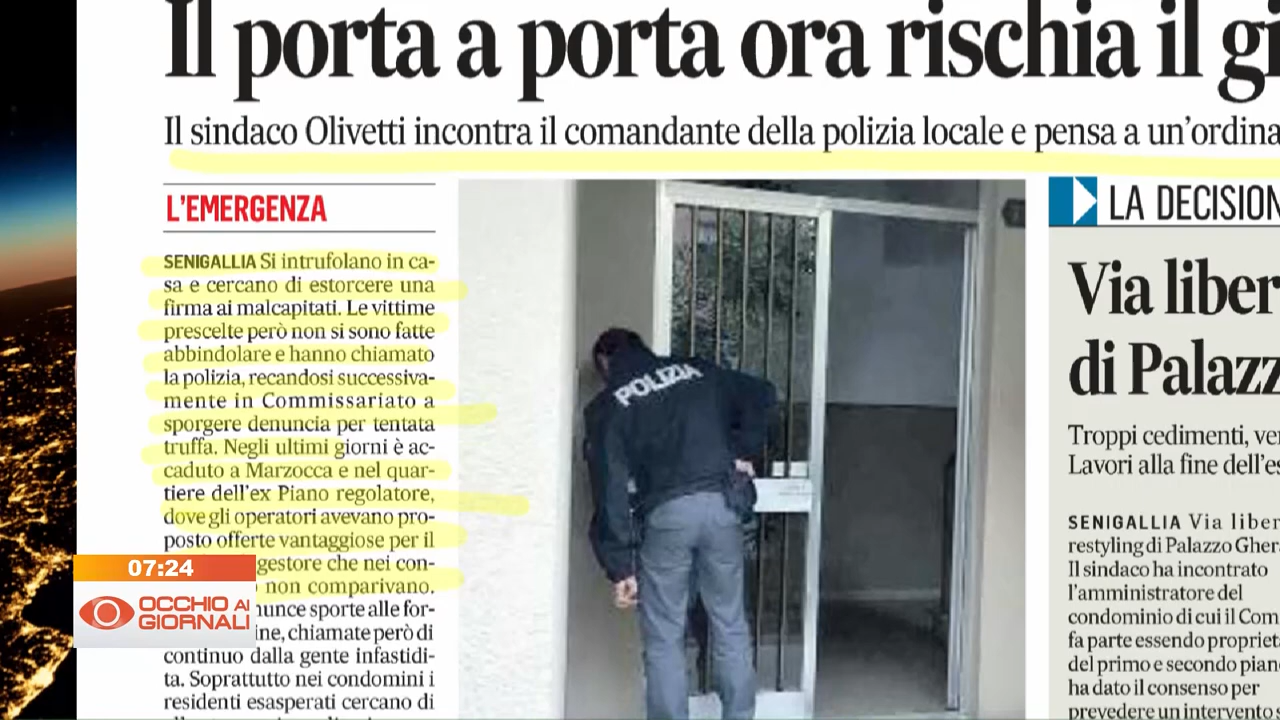 Il porta a porta ora rischia il gi
Il sindaco Olivetti incontra il comandante della polizia locale e pensa a un'ordina
L'EMERGENZA
SENIGALLIA Si intrufolano in ca-
sa e cercano di estorcere una
firma ai malcapitati. Le vittime
prescelte però non si sono fatte
abbindolare e hanno chiamato
la polizia, recandosi successiva-
mente in Commissariato a
sporgere denuncia per tentata
truffa. Negli ultimi giorni è ac-
caduto a Marzocca e nel quar-
tiere dell'ex Piano regolatore,
dove gli operatori avevano pro-
posto offerte vantaggiose per il
gestore che nei con-
non comparivano.
nunce sporte alle for-
ine, chiamate però di
continuo dalla gente infastidi-
ta. Soprattutto nei condomini i
residenti esasperati cercano di
POLIZIA
LA DECISION
Via liber
di Palazz
Troppi cedimenti, ver
Lavori alla fine dell'es
SENIGALLIA Via liber
restyling di Palazzo Ghera
Il sindaco ha incontrato
l'amministratore del
condominio di cui il Com
fa parte essendo propriet
del primo e secondo pian
ha dato il consenso per
prevedere un intervento s
07:24
OCCHIO AI
GIORNALI